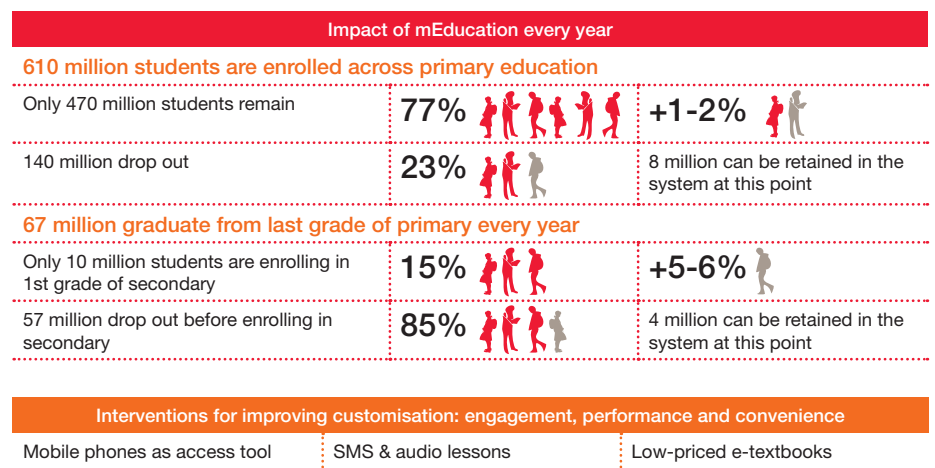 Impact of mEducation every year
610 million students are enrolled across primary education
Only 470 million students remain
77%
+1-2%
140 million drop out
23%
8 million can be retained in the
system at this point
67 million graduate from last grade of primary every year
Only 10 million students are enrolling in
1st grade of secondary
15%
+5-6%
57 million drop out before enrolling in
secondary
85%
4 million can be retained in the
system at this point
Interventions for improving customisation: engagement, performance and convenience
Mobile phones as access tool
SMS & audio lessons
Low-priced e-textbooks